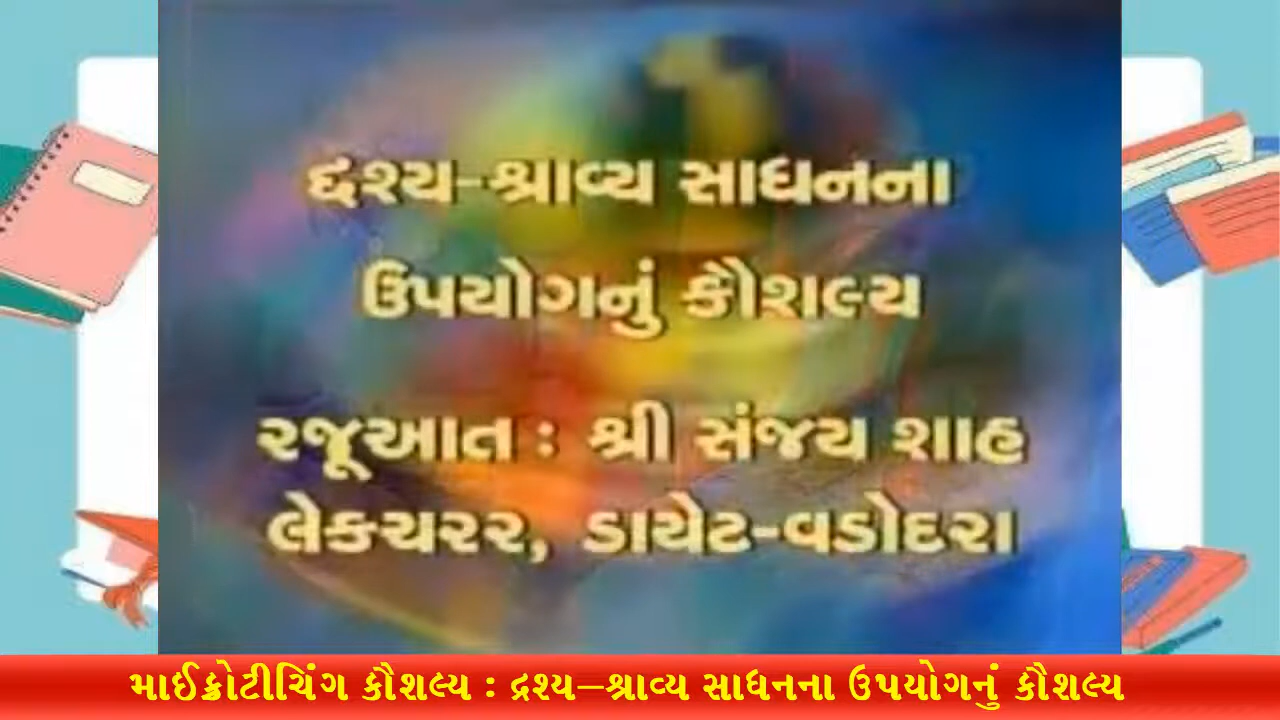 દ્રશ્ય-શ્રાવ્ય સાધનના
ઉપયોગનું કૌશલ્ય
રજૂઆત : શ્રી સંજય શાહ
લેકચરર, ડાયેટ-વડોદરા
માઈક્રોટીચિંગ કૌશલ્ય : દ્રશ્ય–શ્રાવ્ય સાધનના ઉપયોગનું કૌશલ્ય